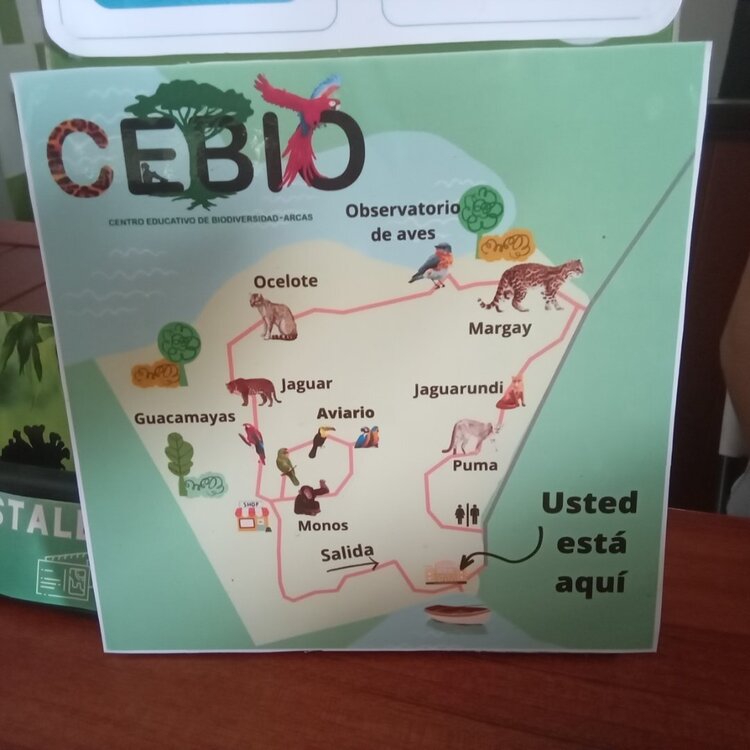 CEBIO
CENTRO EDUCATIVO DE BIODIVERSIDAD-ARCAS
Observatorio
de aves
Ocelote
Margay
Jaguar
Jaguarundi
Guacamayas
Aviario
Puma
SHOP
Monos
Usted
está
aquí
Salida